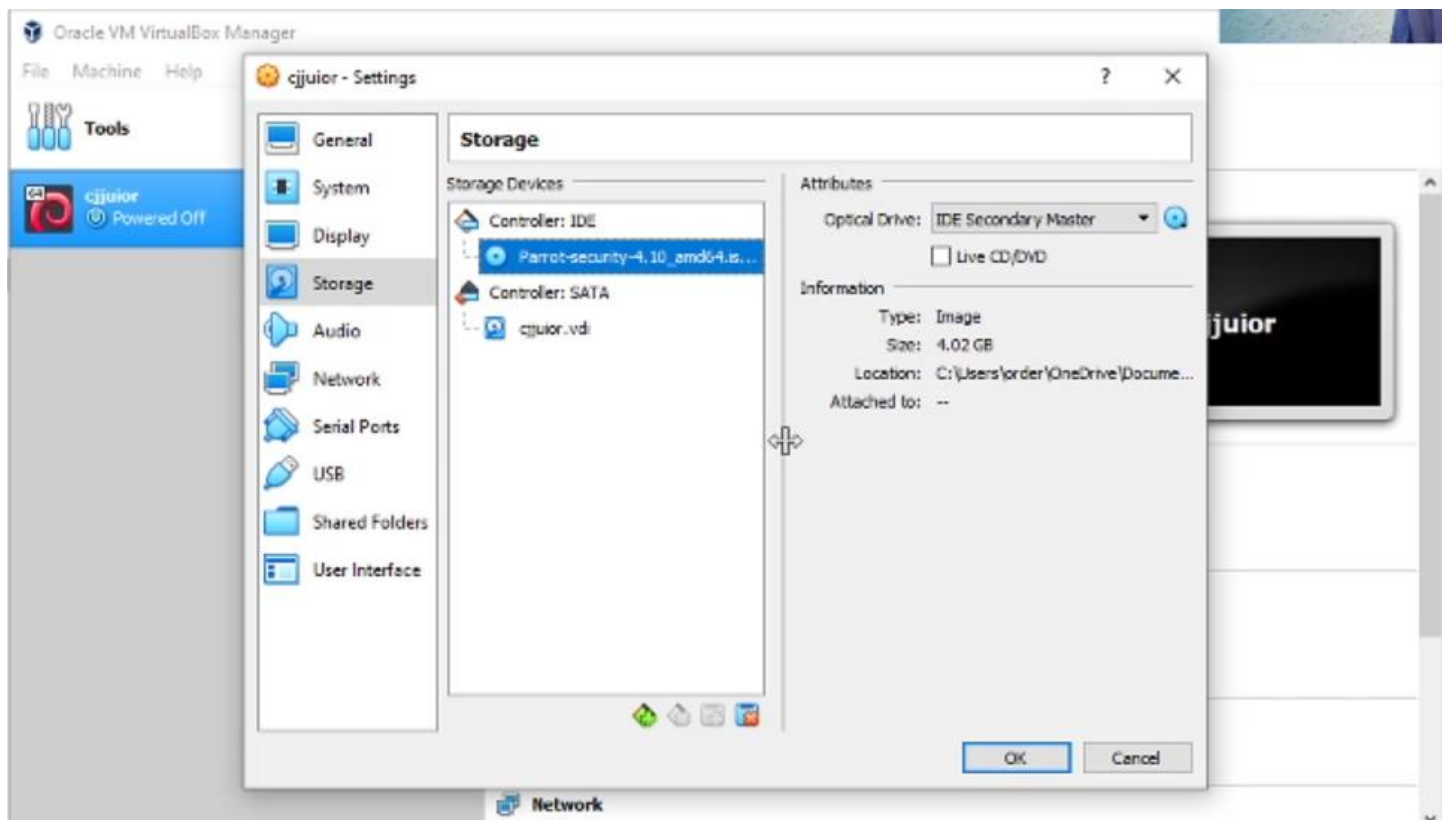 Oracle VM VirtualBox Manager
File Machine Help
Tools
64
cjjuior
Powered Off
cjjuior - Settings
General
System
Display
Storage
Audio
Network
Serial Ports
USB
Shared Folders
User Interface
Storage
Storage Devices
Controller: IDE
Parrot-security-4.10_amd64.is...
Controller: SATA
cjjuior.vdi
Attributes
Optical Drive: IDE Secondary Master
Live CD/DVD
Information
Type: Image
Size: 4.02 GB
Location: C:\Users\order\OneDrive\Docume...
Attached to: --
OK Cancel
juior
Network